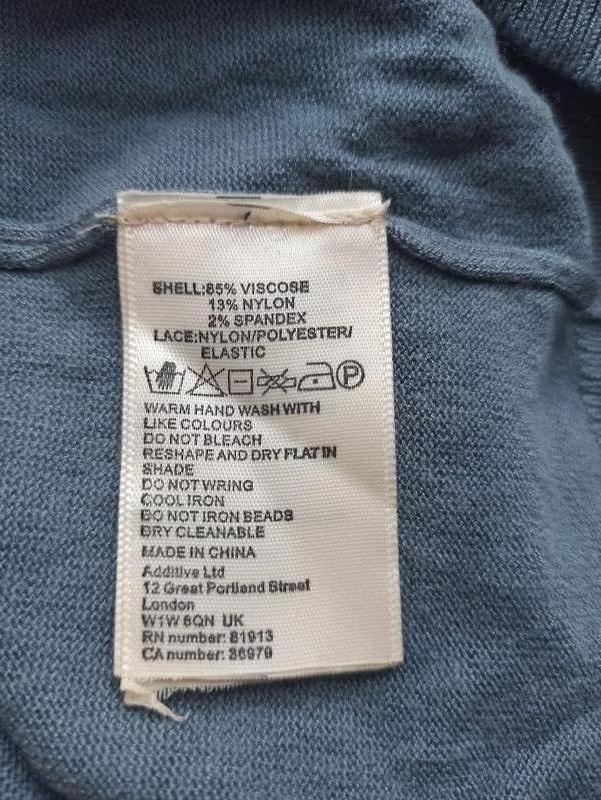 SHELL:85% VISCOSE
13% NYLON
2% SPANDEX
LACE:NYLON/POLYESTER/
ELASTIC
P
WARM HAND WASH WITH
LIKE COLOURS
DO NOT BLEACH
RESHAPE AND DRY FLAT IN
SHADE
DO NOT WRING
COOL IRON
DO NOT IRON BEADS
DRY CLEANABLE
MADE IN CHINA
Additive Ltd
12 Great Portland Street
London
W1W 8QN UK
RN number: 81913
CA number: 36979